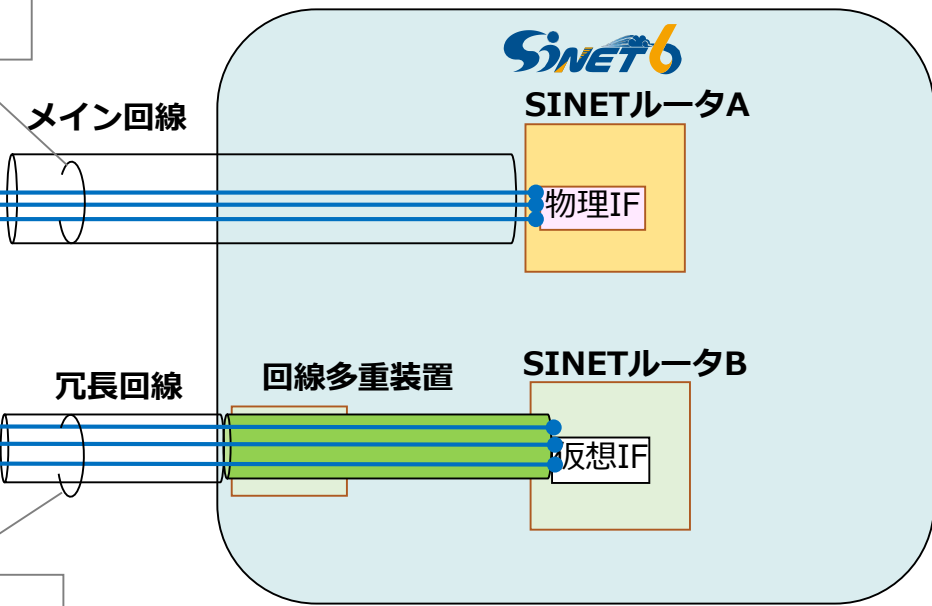 SINET6
SINETルータA
メイン回線
物理IF
SINETルータB
冗長回線
回線多重装置
仮想IF